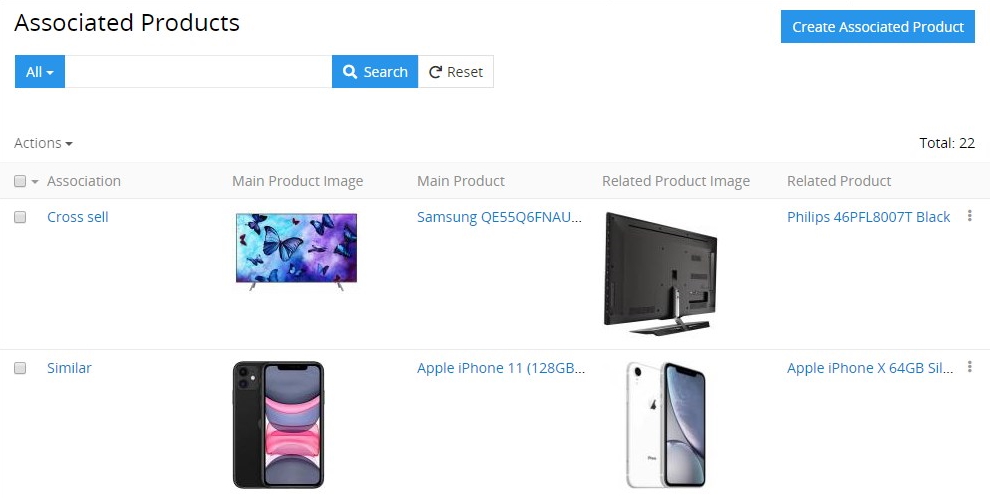 Associated Products
Create Associated Product
All
Search
Reset
Actions
Total: 22
Association Main Product Image Main Product Related Product Image Related Product
Cross sell Samsung QE55Q6FNAU... Philips 46PFL8007T Black
Similar Apple iPhone 11 (128GB... Apple iPhone X 64GB Sil...